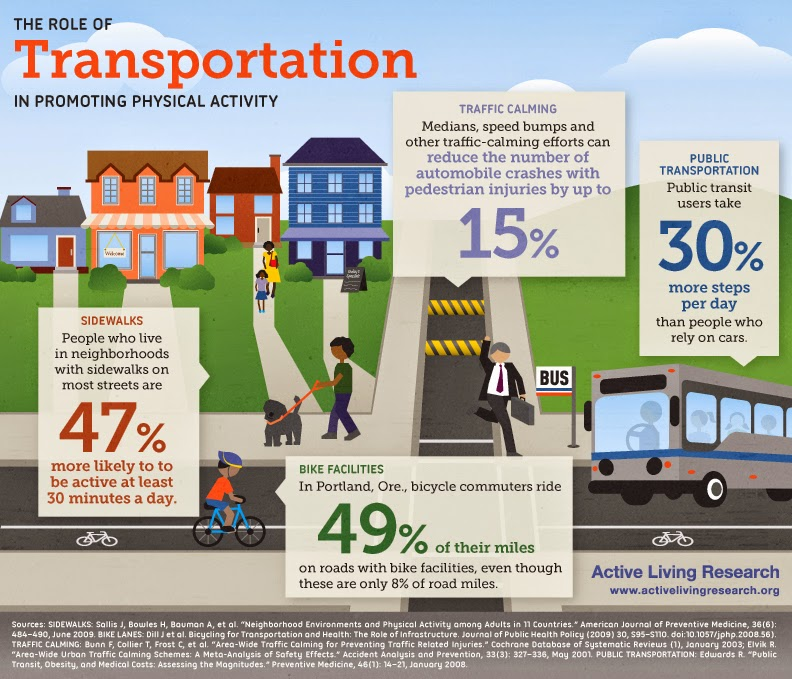 THE ROLE OF
Transportation
IN PROMOTING PHYSICAL ACTIVITY
TRAFFIC CALMING
Medians, speed bumps and
other traffic-calming efforts can
reduce the number of
automobile crashes with
pedestrian injuries by up to
15%
PUBLIC
TRANSPORTATION
Public transit
users take
30%
more steps
per day
than people who
rely on cars.
Welcome!
Today's
Specials
SIDEWALKS
People who live
in neighborhoods
with sidewalks on
most streets are
47%
more likely to to
be active at least
30 minutes a day.
BUS
BIKE FACILITIES
In Portland, Ore., bicycle commuters ride
49% of their miles
on roads with bike facilities, even though
these are only 8% of road miles.
Active Living Research
www.activelivingresearch.org
Sources: SIDEWALKS: Sallis J, Bowles H, Bauman A, et al. "Neighborhood Environments and Physical Activity among Adults in 11 Countries." American Journal of Preventive Medicine, 36(6):
484–490, June 2009. BIKE LANES: Dill J et al. Bicycling for Transportation and Health: The Role of Infrastructure. Journal of Public Health Policy (2009) 30, S95–S110. doi:10.1057/jphp.2008.56).
TRAFFIC CALMING: Bunn F, Collier T, Frost C, et al. "Area-Wide Traffic Calming for Preventing Traffic Related Injuries." Cochrane Database of Systematic Reviews (1), January 2003; Elvik R.
"Area-Wide Urban Traffic Calming Schemes: A Meta-Analysis of Safety Effects." Accident Analysis and Prevention, 33(3): 327–336, May 2001. PUBLIC TRANSPORTATION: Edwards R. "Public
Transit, Obesity, and Medical Costs: Assessing the Magnitudes." Preventive Medicine, 46(1): 14–21, January 2008.